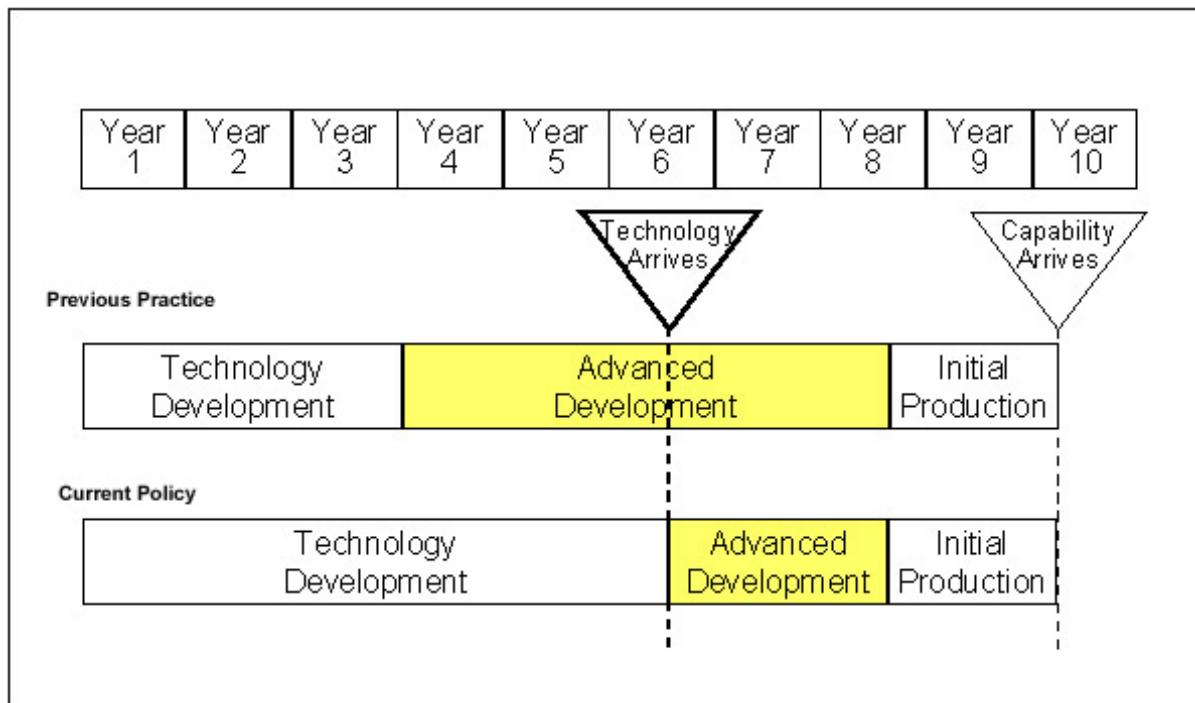 Year Year Year Year Year Year Year Year Year Year
1 2 3 4 5 6 7 8 9 10
Technology
Arrives
Capability
Arrives
Previous Practice
Technology
Development
Advanced
Development
Initial
Production
Current Policy
Technology
Development
Advanced
Development
Initial
Production